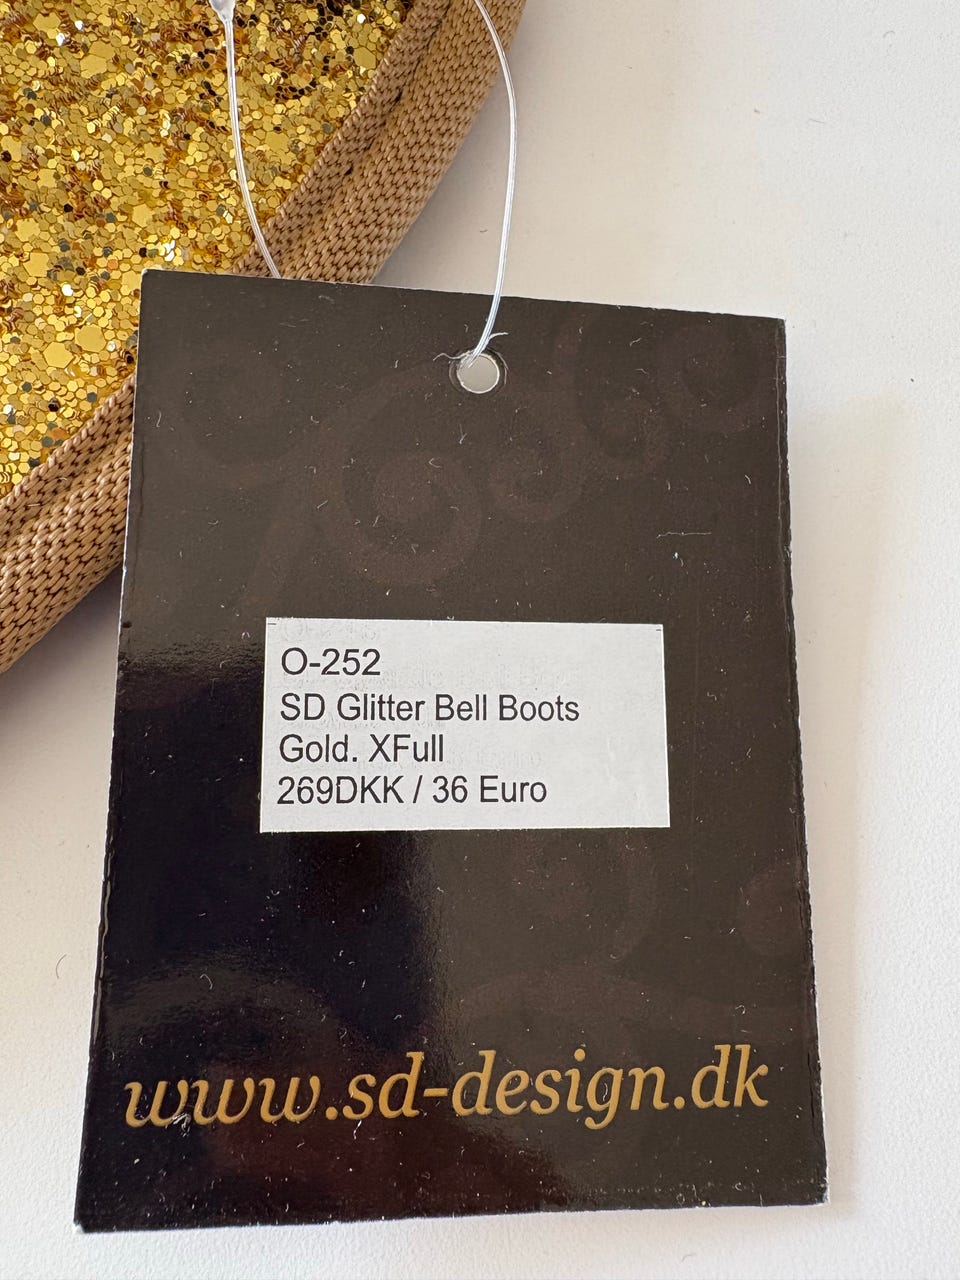 O-252
SD Glitter Bell Boots
Gold. XFull
269DKK / 36 Euro
www.sd-design.dk